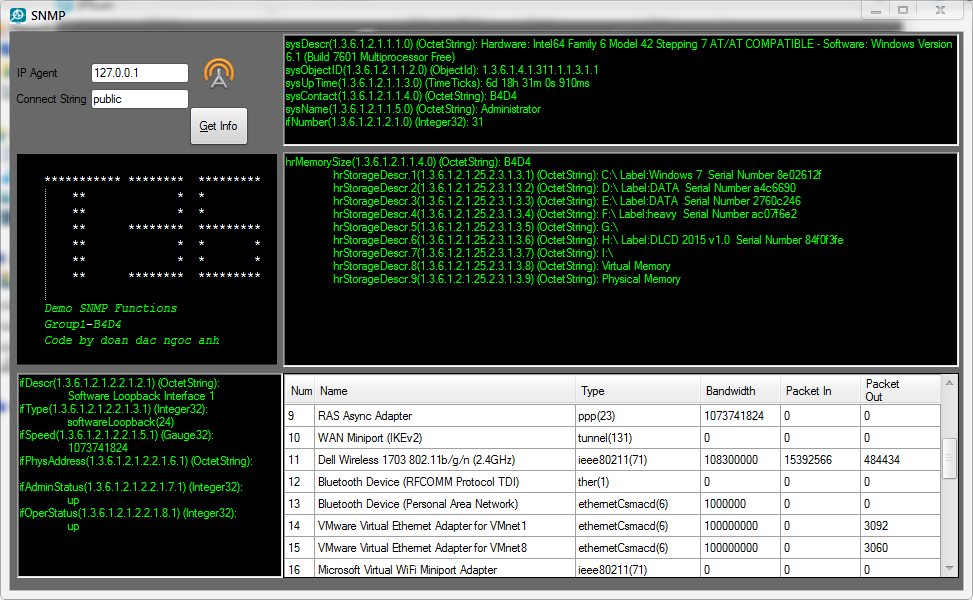 SNMP
IP Agent 127.0.0.1
Connect String public
Get Info
sysDescr(1.3.6.1.2.1.1.1.0) (OctetString): Hardware: Intel64 Family 6 Model 42 Stepping 7 AT/AT COMPATIBLE - Software: Windows Version
6.1 (Build 7601 Multiprocessor Free)
sysObjectID(1.3.6.1.2.1.1.2.0) (ObjectId): 1.3.6.1.4.1.311.1.1.3.1.1
sysUpTime(1.3.6.1.2.1.1.3.0) (TimeTicks): 6d 18h 31m 0s 910ms
sysContact(1.3.6.1.2.1.1.4.0) (OctetString): B4D4
sysName(1.3.6.1.2.1.1.5.0) (OctetString): Administrator
ifNumber(1.3.6.1.2.1.2.1.0) (Integer32): 31
*********** ******** *********
** * *
** * *
** ******** *********
** * * *
** * * *
** ******** *********
Demo SNMP Functions
Group1-B4D4
Code by doan dac ngoc anh
hrMemorySize(1.3.6.1.2.1.1.4.0) (OctetString): B4D4
hrStorageDescr.1(1.3.6.1.2.1.25.2.3.1.3.1) (OctetString): C:\ Label:Windows 7 Serial Number 8e02612f
hrStorageDescr.2(1.3.6.1.2.1.25.2.3.1.3.2) (OctetString): D:\ Label:DATA Serial Number a4c6690
hrStorageDescr.3(1.3.6.1.2.1.25.2.3.1.3.3) (OctetString): E:\ Label:DATA Serial Number 2760c246
hrStorageDescr.4(1.3.6.1.2.1.25.2.3.1.3.4) (OctetString): F:\ Label:heavy Serial Number ac07f6e2
hrStorageDescr.5(1.3.6.1.2.1.25.2.3.1.3.5) (OctetString): G:\
hrStorageDescr.6(1.3.6.1.2.1.25.2.3.1.3.6) (OctetString): H:\ Label:DLCD 2015 v1.0 Serial Number 84f0f3fe
hrStorageDescr.7(1.3.6.1.2.1.25.2.3.1.3.7) (OctetString): I:\
hrStorageDescr.8(1.3.6.1.2.1.25.2.3.1.3.8) (OctetString): Virtual Memory
hrStorageDescr.9(1.3.6.1.2.1.25.2.3.1.3.9) (OctetString): Physical Memory
ifDescr(1.3.6.1.2.1.2.2.1.2.1) (OctetString):
Software Loopback Interface 1
ifType(1.3.6.1.2.1.2.2.1.3.1) (Integer32):
softwareLoopback(24)
ifSpeed(1.3.6.1.2.1.2.2.1.5.1) (Gauge32):
1073741824
ifPhysAddress(1.3.6.1.2.1.2.2.1.6.1) (OctetString):
ifAdminStatus(1.3.6.1.2.1.2.2.1.7.1) (Integer32):
up
ifOperStatus(1.3.6.1.2.1.2.2.1.8.1) (Integer32):
up
Num Name Type Bandwidth Packet In Packet Out
9 RAS Async Adapter ppp(23) 1073741824 0 0
10 WAN Miniport (IKEv2) tunnel(131) 0 0 0
11 Dell Wireless 1703 802.11b/g/n (2.4GHz) ieee80211(71) 108300000 15392566 484434
12 Bluetooth Device (RFCOMM Protocol TDI) ther(1) 0 0 0
13 Bluetooth Device (Personal Area Network) ethernetCsmacd(6) 1000000 0 0
14 VMware Virtual Ethernet Adapter for VMnet1 ethernetCsmacd(6) 100000000 0 3092
15 VMware Virtual Ethernet Adapter for VMnet8 ethernetCsmacd(6) 100000000 0 3060
16 Microsoft Virtual WiFi Miniport Adapter ieee80211(71) 0 0 0